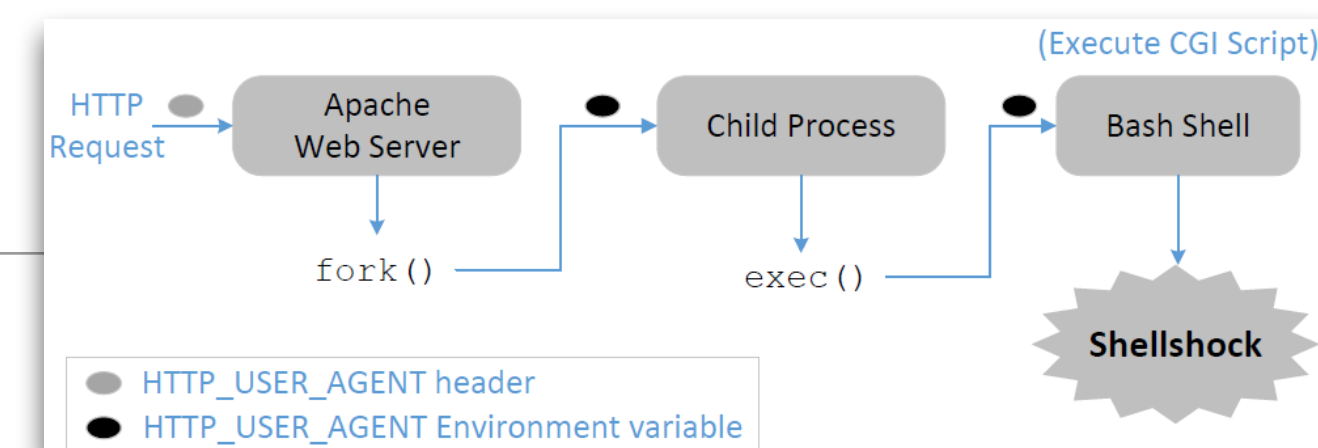 (Execute CGI Script)
HTTP
Request
Apache
Web Server
Child Process
Bash Shell
fork()
exec()
Shellshock
HTTP_USER_AGENT header
HTTP_USER_AGENT Environment variable